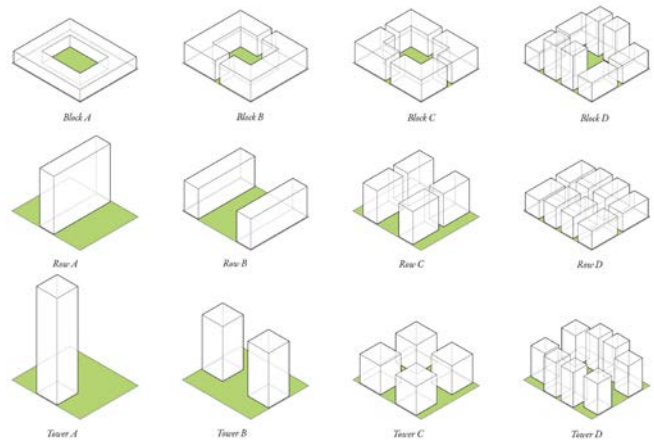 Block A
Block B
Block C
Block D
Row A
Row B
Row C
Row D
Tower A
Tower B
Tower C
Tower D